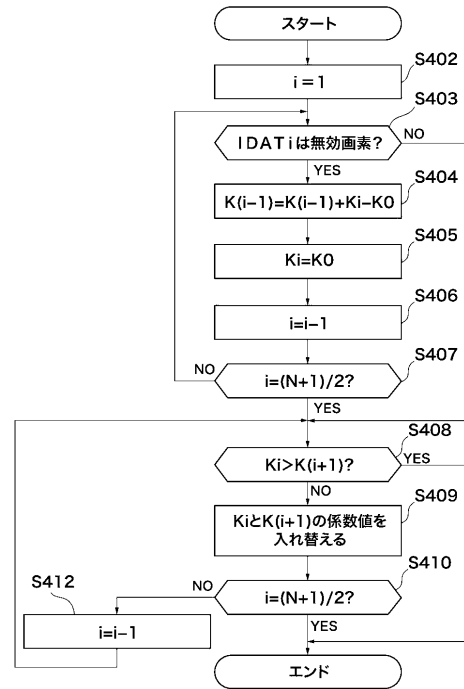 スタート
S402
i=1
S403
IDATiは無効画素?
NO
YES
S404
K(i−1)=K(i−1)+Ki−K0
S405
Ki=K0
S406
i=i−1
S407
NO
i=(N+1)/2?
YES
S408
Ki>K(i+1)?
YES
NO
S409
KiとK(i+1)の係数値を
入れ替える
S410
S412
NO
i=(N+1)/2?
i=i−1
YES
エンド